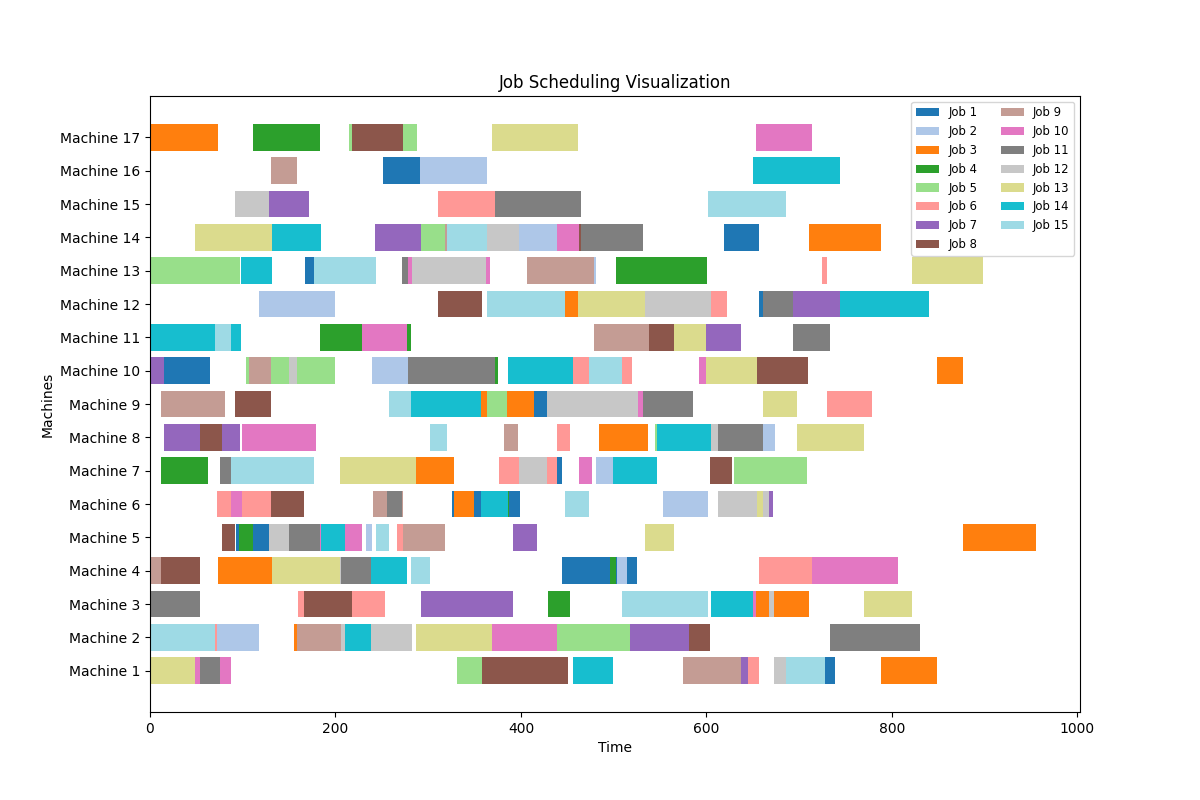 Job Scheduling Visualization
Machine 17
Machine 16
Machine 15
Machine 14
Machine 13
Machine 12
Machine 11
Machine 10
Machine 9
Machine 8
Machine 7
Machine 6
Machine 5
Machine 4
Machine 3
Machine 2
Machine 1
Machines
0
200
400
600
800
1000
Time
Job 1
Job 2
Job 3
Job 4
Job 5
Job 6
Job 7
Job 8
Job 9
Job 10
Job 11
Job 12
Job 13
Job 14
Job 15